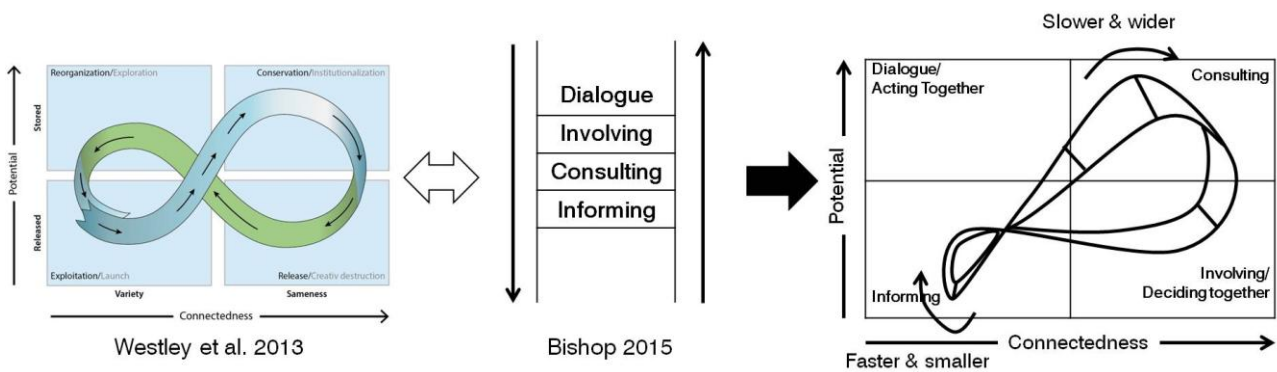 Reorganization/Exploration
Conservation/Institutionalization
Stored
Potential
Released
Exploitation/Launch
Release/Creativ destruction
Variety
Sameness
Connectedness
Westley et al. 2013
Dialogue
Involving
Consulting
Informing
Bishop 2015
Slower & wider
Dialogue/
Acting Together
Consulting
Potential
Informing
Involving/
Deciding together
Connectedness
Faster & smaller